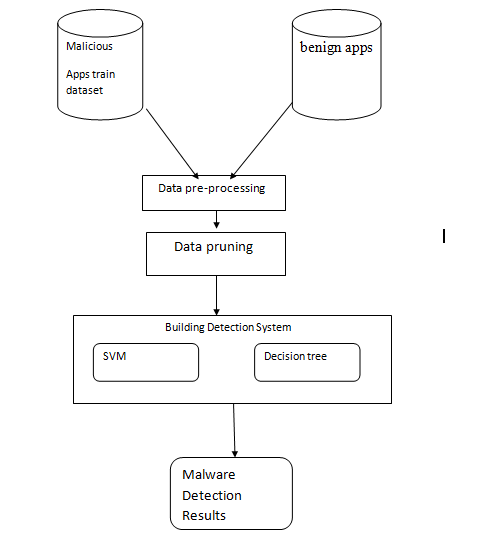 Malicious
Apps train
dataset
benign apps
Data pre-processing
Data pruning
Building Detection System
SVM
Decision tree
Malware
Detection
Results